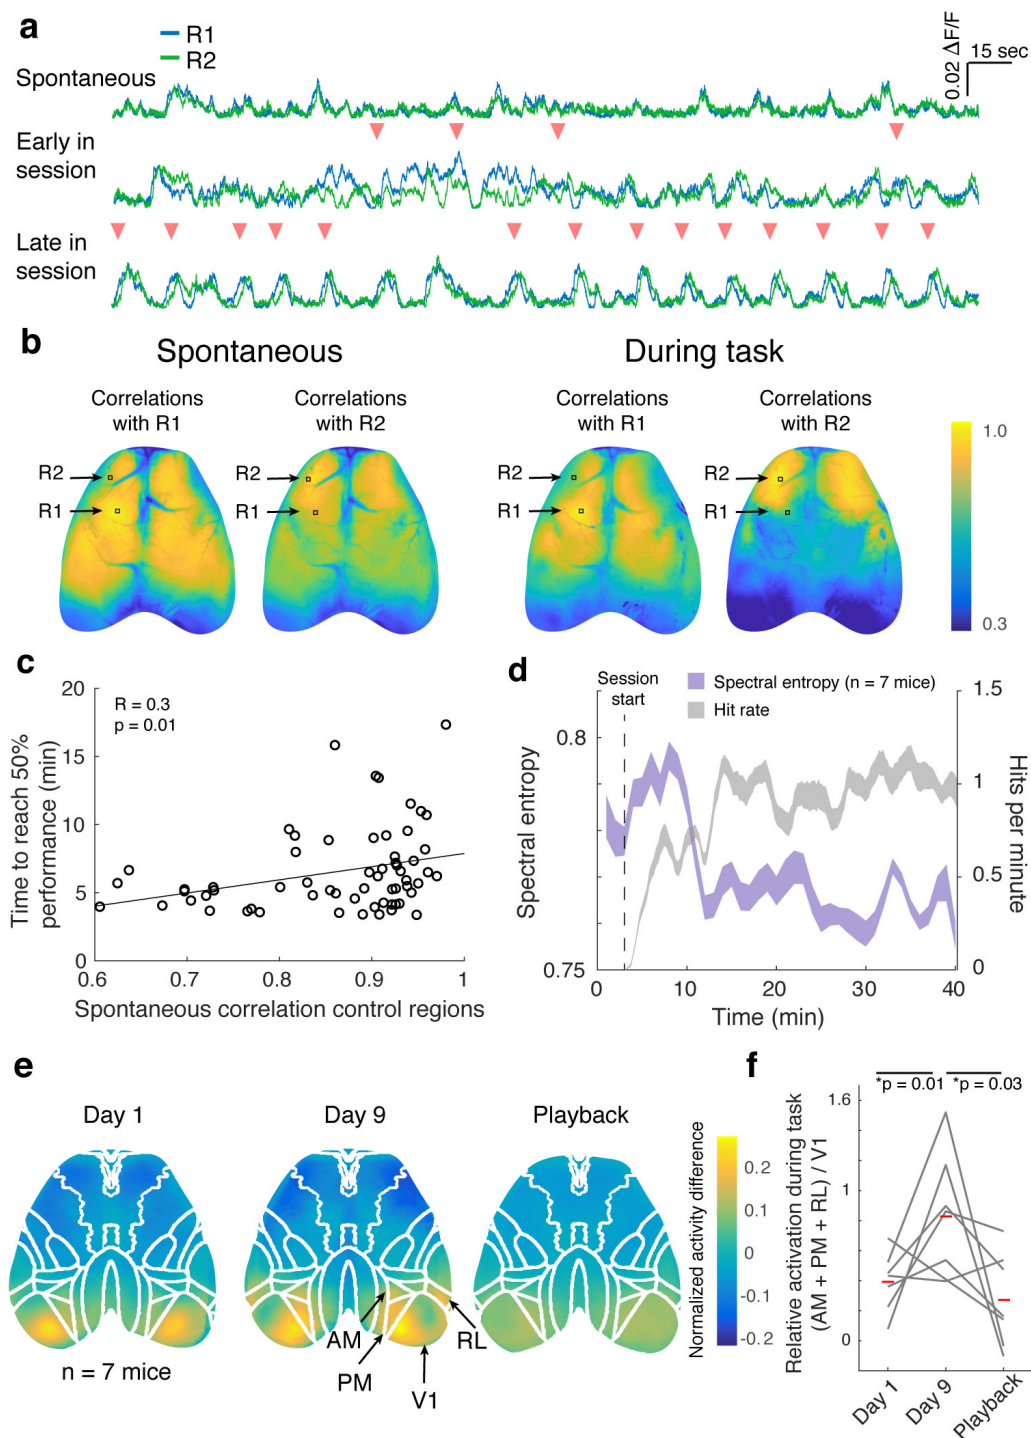 a
R1
R2
0.02 ΔF/F
15 sec
Spontaneous
Early in
session
Late in
session
b
Spontaneous
During task
Correlations
with R1
Correlations
with R2
Correlations
with R1
Correlations
with R2
R2
R1
R2
R1
R2
R1
R2
R1
1.0
0.3
c
R = 0.3
p = 0.01
Time to reach 50%
performance (min)
20
15
10
5
0
0.6
0.7
0.8
0.9
1
Spontaneous correlation control regions
d
Session
start
Spectral entropy (n = 7 mice)
Hit rate
Spectral entropy
0.8
0.75
1.5
1
0.5
0
Hits per minute
0
10
20
30
40
Time (min)
e
Day 1
Day 9
Playback
n = 7 mice
AM
PM
V1
RL
Normalized activity difference
0.2
0.1
0
-0.1
-0.2
f
*p = 0.01
*p = 0.03
Relative activation during task
(AM + PM + RL) / V1
1.6
1
0
Day 1
Day 9
Playback